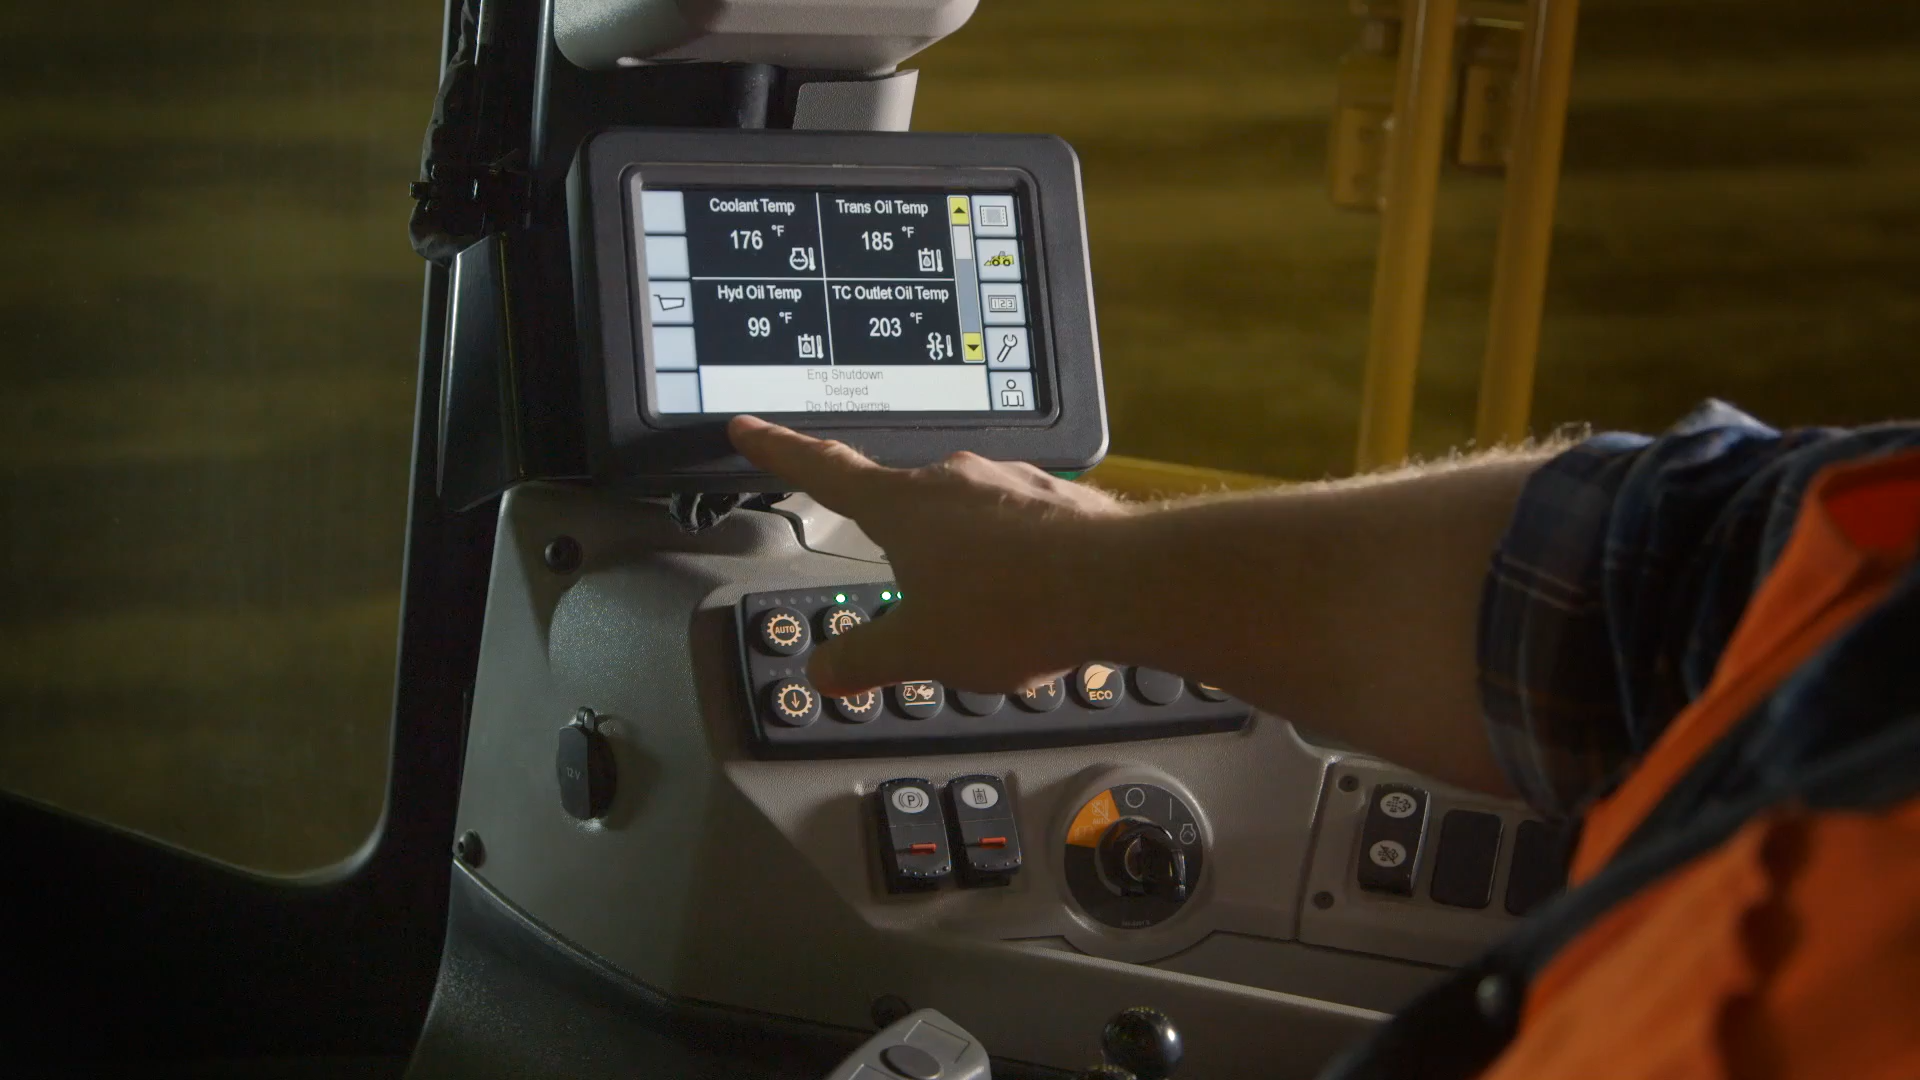 Coolant Temp
176 °F
Trans Oil Temp
185 °F
Hyd Oil Temp
99 °F
TC Outlet Oil Temp
203 °F
123
Eng Shutdown
Delayed
Do Not Override
AUTO
ECO
12V
P